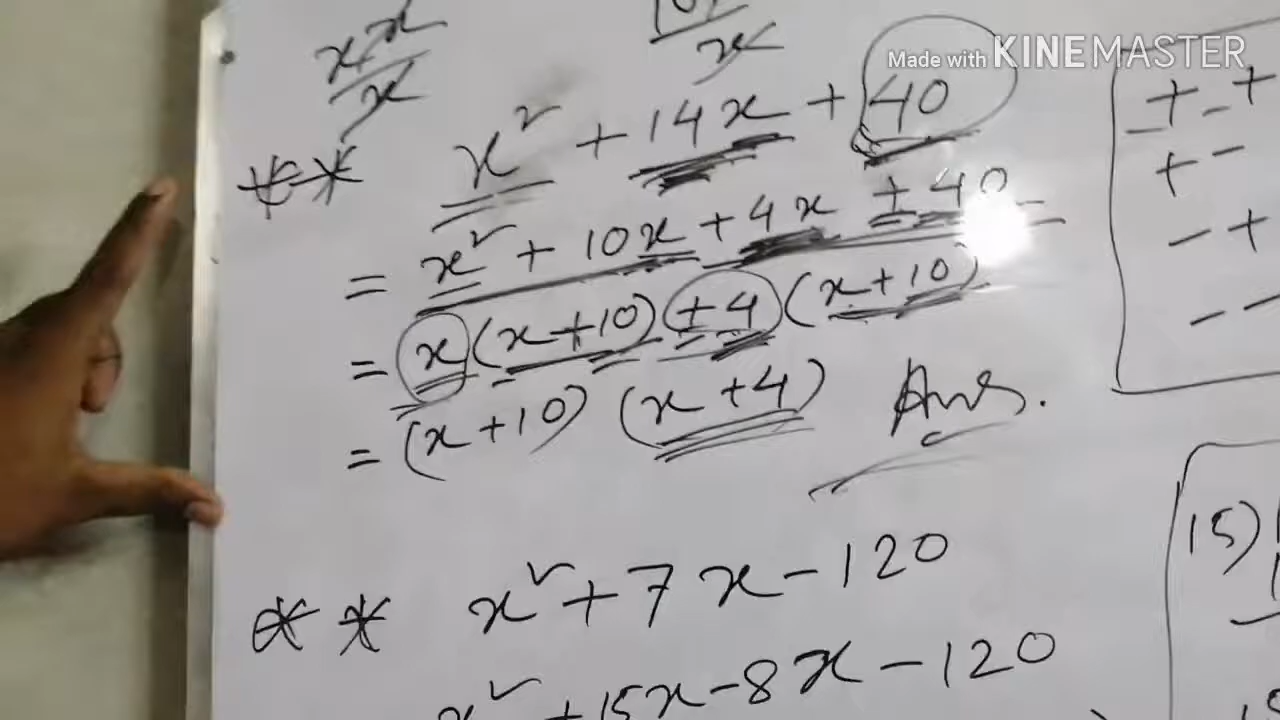 x x / x
x
Made with KINEMASTER
** x² + 14x + 40
= x² + 10x + 4x + 40
= x(x+10) + 4(x+10)
= (x+10) (x+4) Ans.
** x² + 7x - 120
x² + 15x - 8x - 120
+ - +
+ -
- +
- -
15)